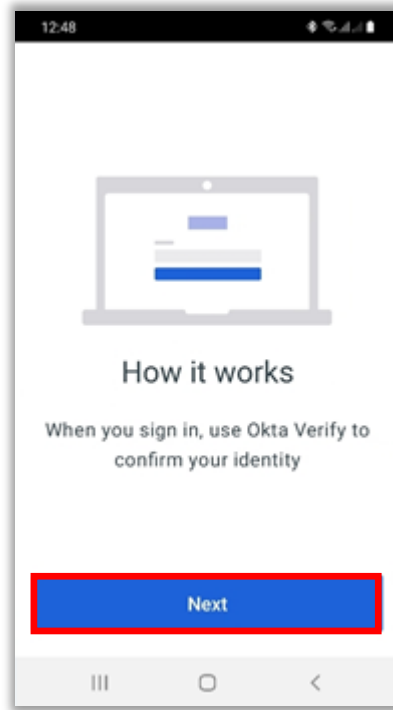 12:48
How it works
When you sign in, use Okta Verify to
confirm your identity
Next